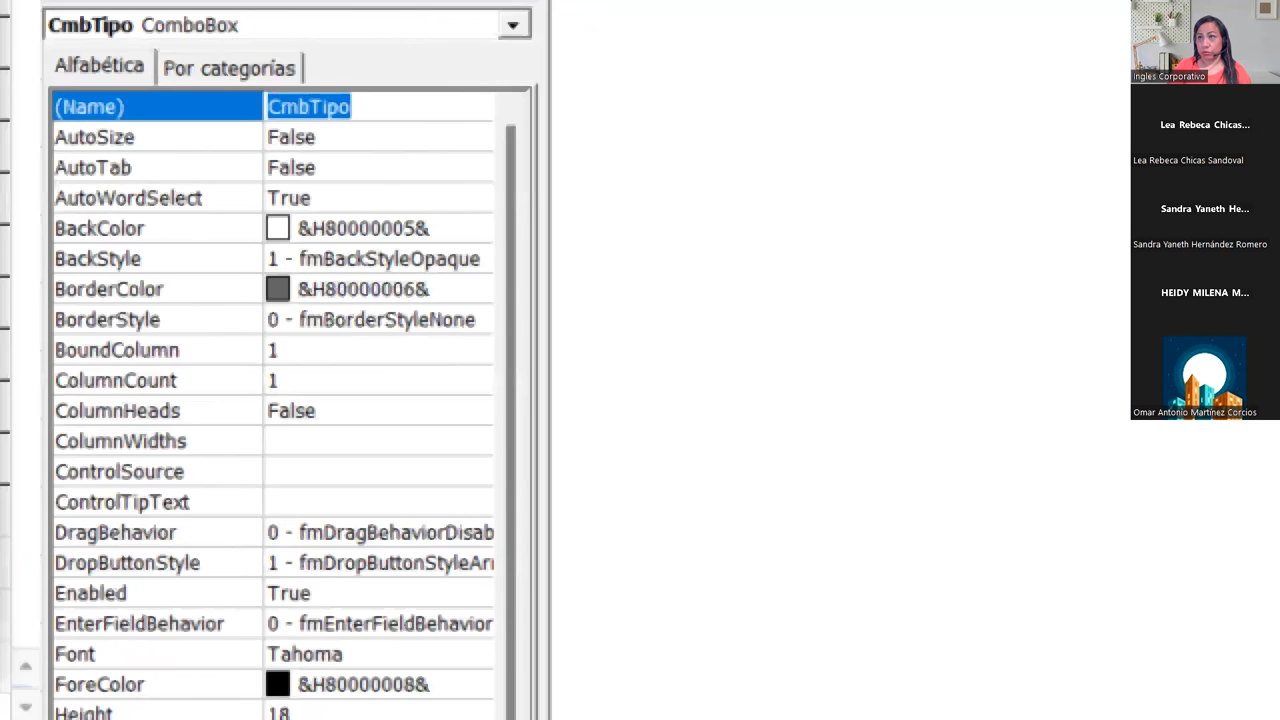 CmbTipo ComboBox
Alfabética Por categorías
(Name) CmbTipo
AutoSize False
AutoTab False
AutoWordSelect True
BackColor &H80000005&
BackStyle 1 - fmBackStyleOpaque
BorderColor &H80000006&
BorderStyle 0 - fmBorderStyleNone
BoundColumn 1
ColumnCount 1
ColumnHeads False
ColumnWidths
ControlSource
ControlTipText
DragBehavior 0 - fmDragBehaviorDisab
DropButtonStyle 1 - fmDropButtonStyleArr
Enabled True
EnterFieldBehavior 0 - fmEnterFieldBehavior
Font Tahoma
ForeColor &H80000008&
Height 18
Ingles Corporativo
Lea Rebeca Chicas...
Lea Rebeca Chicas Sandoval
Sandra Yaneth He...
Sandra Yaneth Hernández Romero
HEIDY MILENA M...
Omar Antonio Martínez Corcios